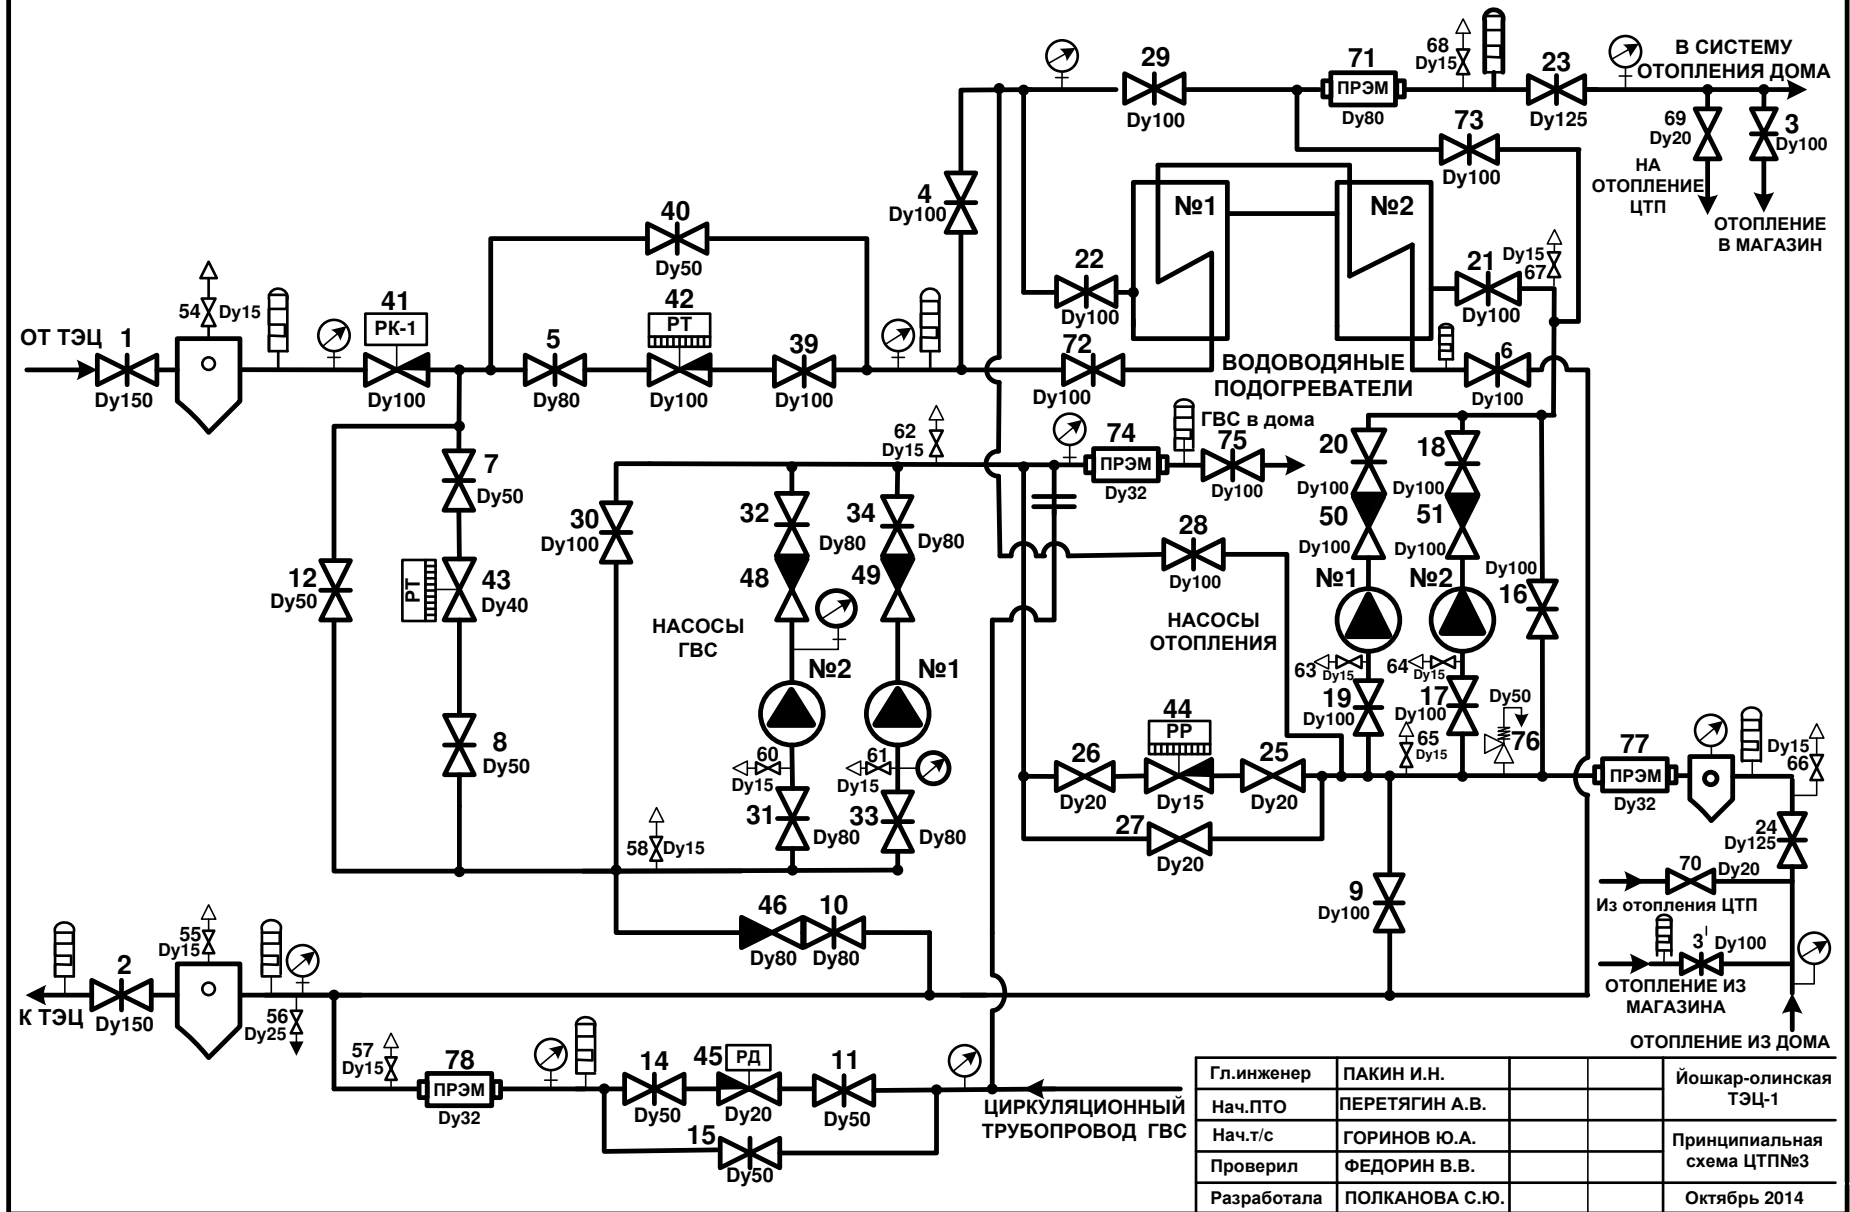 В СИСТЕМУ
ОТОПЛЕНИЯ ДОМА
29
Dy100
71
ПРЭМ
Dy80
68
Dy15
23
Dy125
69
Dy20
3
Dy100
НА
ОТОПЛЕНИЕ
ЦТП
ОТОПЛЕНИЕ
В МАГАЗИН
73
Dy100
4
Dy100
№1
№2
40
Dy50
22
Dy100
21
Dy100
Dy15
67
54
Dy15
41
РК-1
Dy100
42
РТ
Dy100
ОТ ТЭЦ
1
Dy150
5
Dy80
39
Dy100
72
Dy100
ВОДОВОДЯНЫЕ
ПОДОГРЕВАТЕЛИ
6
Dy100
62
Dy15
74
ПРЭМ
Dy32
ГВС в дома
75
Dy100
20
Dy100
18
Dy100
7
Dy50
30
Dy100
32
Dy80
34
Dy80
28
Dy100
50
Dy100
51
Dy100
12
Dy50
РТ
43
Dy40
48
49
№1
№2
Dy100
16
НАСОСЫ
ГВС
НАСОСЫ
ОТОПЛЕНИЯ
№2
№1
63
Dy15
64
Dy15
19
Dy100
17
Dy100
Dy50
76
8
Dy50
60
Dy15
61
Dy15
26
Dy20
44
РР
Dy15
25
Dy20
65
Dy15
77
ПРЭМ
Dy32
Dy15
66
31
Dy80
33
Dy80
27
Dy20
58
Dy15
24
Dy125
70
Dy20
Из отопления ЦТП
9
Dy100
46
Dy80
10
Dy80
3'
Dy100
ОТОПЛЕНИЕ ИЗ
МАГАЗИНА
ОТОПЛЕНИЕ ИЗ ДОМА
55
Dy15
2
Dy150
К ТЭЦ
56
Dy25
57
Dy15
78
ПРЭМ
Dy32
14
Dy50
45
РД
Dy20
11
Dy50
15
Dy50
ЦИРКУЛЯЦИОННЫЙ
ТРУБОПРОВОД ГВС
Гл.инженер ПАКИН И.Н.
Нач.ПТО ПЕРЕТЯГИН А.В.
Нач.т/с ГОРИНОВ Ю.А.
Проверил ФЕДОРИН В.В.
Разработала ПОЛКАНОВА С.Ю.
Йошкар-олинская
ТЭЦ-1
Принципиальная
схема ЦТП№3
Октябрь 2014